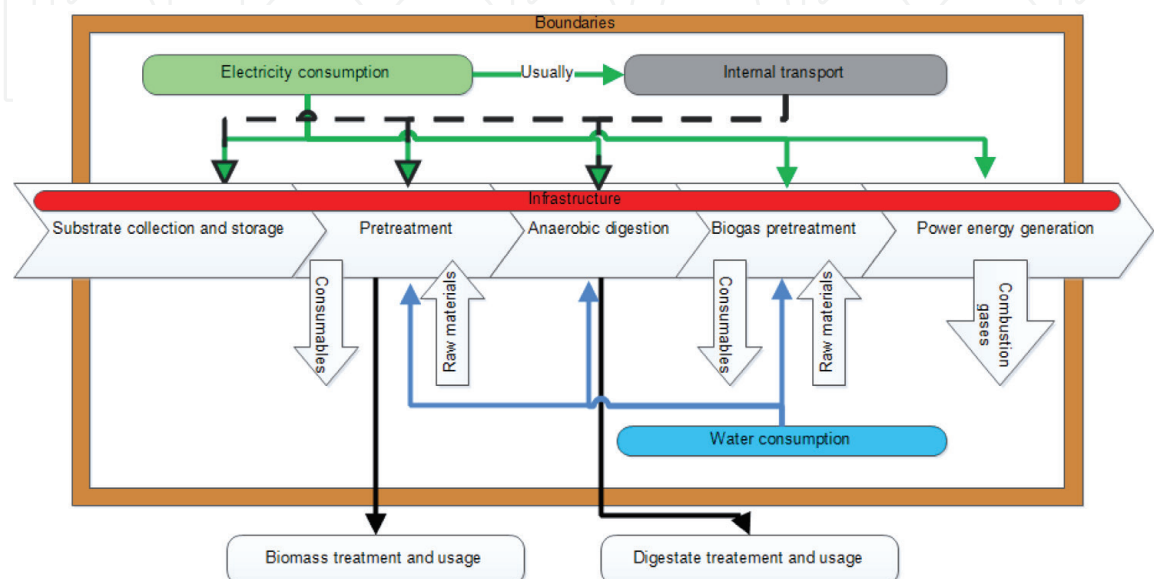 Boundaries
Electricity consumption
Usually
Internal transport
Infrastructure
Substrate collection and storage
Pretreatment
Anaerobic digestion
Biogas pretreatment
Power energy generation
Consumables
Raw materials
Consumables
Raw materials
Combustion
gases
Water consumption
Biomass treatment and usage
Digestate treatement and usage